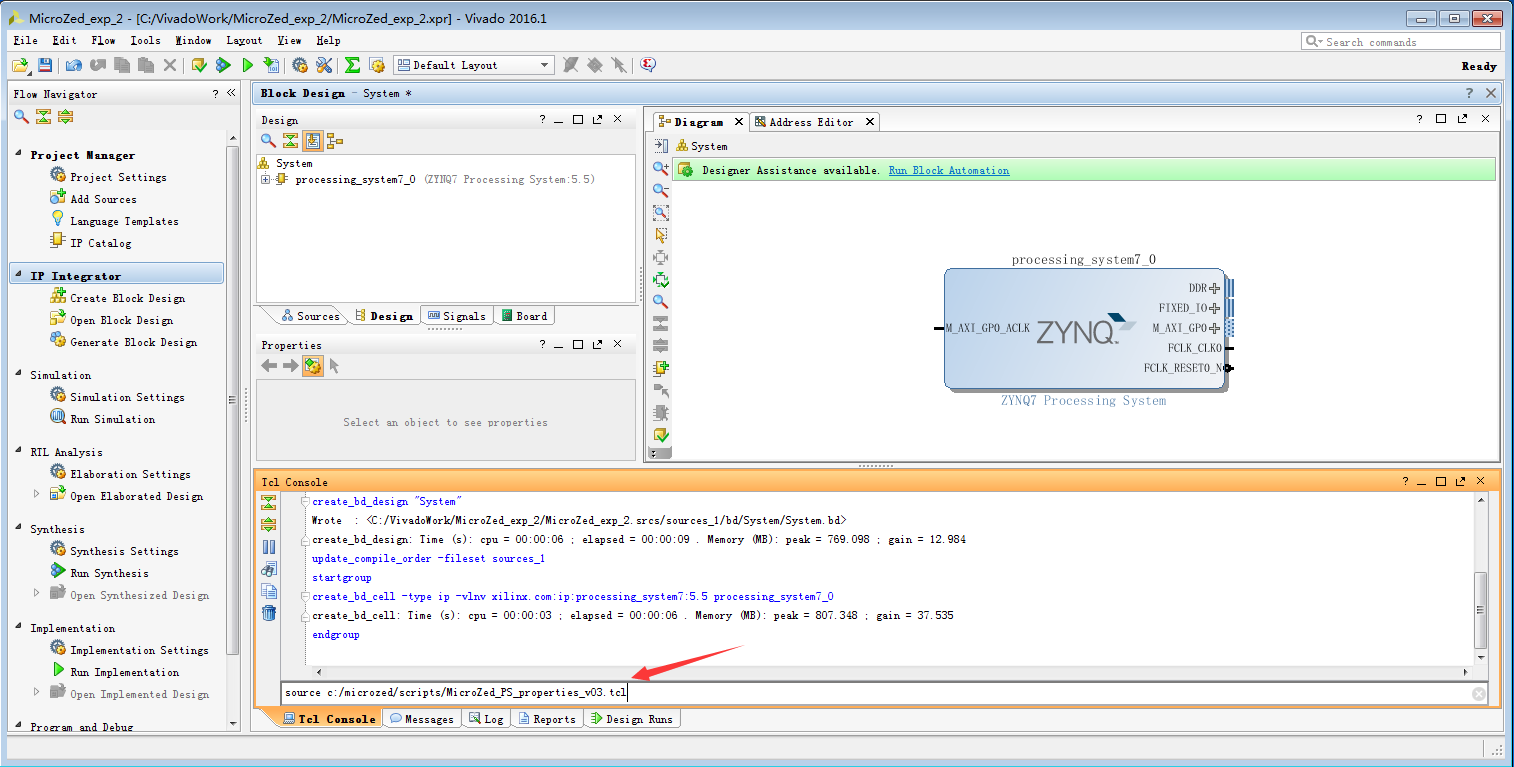 MicroZed_exp_2 - [C:/VivadoWork/MicroZed_exp_2/MicroZed_exp_2.xpr] - Vivado 2016.1
File Edit Flow Tools Window Layout View Help
Search commands
Default Layout
Ready
Flow Navigator ? «
Project Manager
Project Settings
Add Sources
Language Templates
IP Catalog
IP Integrator
Create Block Design
Open Block Design
Generate Block Design
Simulation
Simulation Settings
Run Simulation
RTL Analysis
Elaboration Settings
Open Elaborated Design
Synthesis
Synthesis Settings
Run Synthesis
Open Synthesized Design
Implementation
Implementation Settings
Run Implementation
Open Implemented Design
Program and Debug
Block Design - System *
?
Design
?
System
processing_system7_0 (ZYNQ7 Processing System:5.5)
Sources Design Signals Board
Properties
?
Select an object to see properties
Diagram Address Editor
?
System
Designer Assistance available. Run Block Automation
processing_system7_0
DDR
FIXED_IO
M_AXI_GP0_ACLK
ZYNQ
M_AXI_GP0
FCLK_CLK0
FCLK_RESET0_N
ZYNQ7 Processing System
Tcl Console
?
create_bd_design "System"
Wrote : <C:/VivadoWork/MicroZed_exp_2/MicroZed_exp_2.srcs/sources_1/bd/System/System.bd>
create_bd_design: Time (s): cpu = 00:00:06 ; elapsed = 00:00:09 . Memory (MB): peak = 769.098 ; gain = 12.984
update_compile_order -fileset sources_1
startgroup
create_bd_cell -type ip -vlnv xilinx.com:ip:processing_system7:5.5 processing_system7_0
create_bd_cell: Time (s): cpu = 00:00:03 ; elapsed = 00:00:06 . Memory (MB): peak = 807.348 ; gain = 37.535
endgroup
source c:/microzed/scripts/MicroZed_PS_properties_v03.tcl
Tcl Console Messages Log Reports Design Runs